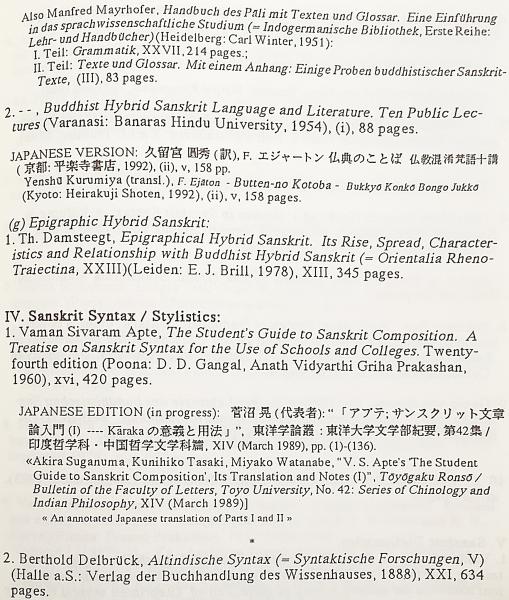 Also Manfred Mayrhofer, Handbuch des Pāli mit Texten und Glossar. Eine Einführung
in das sprachwissenschaftliche Studium (= Indogermanische Bibliothek, Erste Reihe:
Lehr- und Handbücher)(Heidelberg: Carl Winter, 1951):
I. Teil: Grammatik, XXVII, 214 pages.;
II. Teil: Texte und Glossar. Mit einem Anhang: Einige Proben buddhistischer Sanskrit-
Texte, (III), 83 pages.
2. - - , Buddhist Hybrid Sanskrit Language and Literature. Ten Public Lec-
tures (Varanasi: Banaras Hindu University, 1954), (i), 88 pages.
JAPANESE VERSION: 久留宮 圓秀 (訳), F. エジャートン 仏典のことば 仏教混淆梵語十講
(京都: 平楽寺書店, 1992), (ii), v, 158 pp.
Yenshū Kurumiya (transl.), F. Ejāton - Butten-no Kotoba - Bukkyō Konkō Bongo Jukkō
(Kyoto: Heirakuji Shoten, 1992), (ii), v, 158 pages.
(g) Epigraphic Hybrid Sanskrit:
1. Th. Damsteegt, Epigraphical Hybrid Sanskrit. Its Rise, Spread, Character-
istics and Relationship with Buddhist Hybrid Sanskrit (= Orientalia Rheno-
Traiectina, XXIII)(Leiden: E. J. Brill, 1978), XIII, 345 pages.
IV. Sanskrit Syntax / Stylistics:
1. Vaman Sivaram Apte, The Student's Guide to Sanskrit Composition. A
Treatise on Sanskrit Syntax for the Use of Schools and Colleges. Twenty-
fourth edition (Poona: D. D. Gangal, Anath Vidyarthi Griha Prakashan,
1960), xvi, 420 pages.
JAPANESE EDITION (in progress): 菅沼 晃 (代表者): “「アプテ; サンスクリット文章
論入門 (I) ---- Kāraka の意義と用法」”, 東洋学論叢 : 東洋大学文学部紀要, 第42集 /
印度哲学科・中国哲学文学科篇, XIV (March 1989), pp. (1)-(136).
«Akira Suganuma, Kunihiko Tasaki, Miyako Watanabe, “V. S. Apte's 'The Student
Guide to Sanskrit Composition', Its Translation and Notes (I)”, Tōyōgaku Ronsō /
Bulletin of the Faculty of Letters, Toyo University, No. 42: Series of Chinology and
Indian Philosophy, XIV (March 1989)]
« An annotated Japanese translation of Parts I and II »
*
2. Berthold Delbrück, Altindische Syntax (= Syntaktische Forschungen, V)
(Halle a.S.: Verlag der Buchhandlung des Wissenhauses, 1888), XXI, 634
pages.